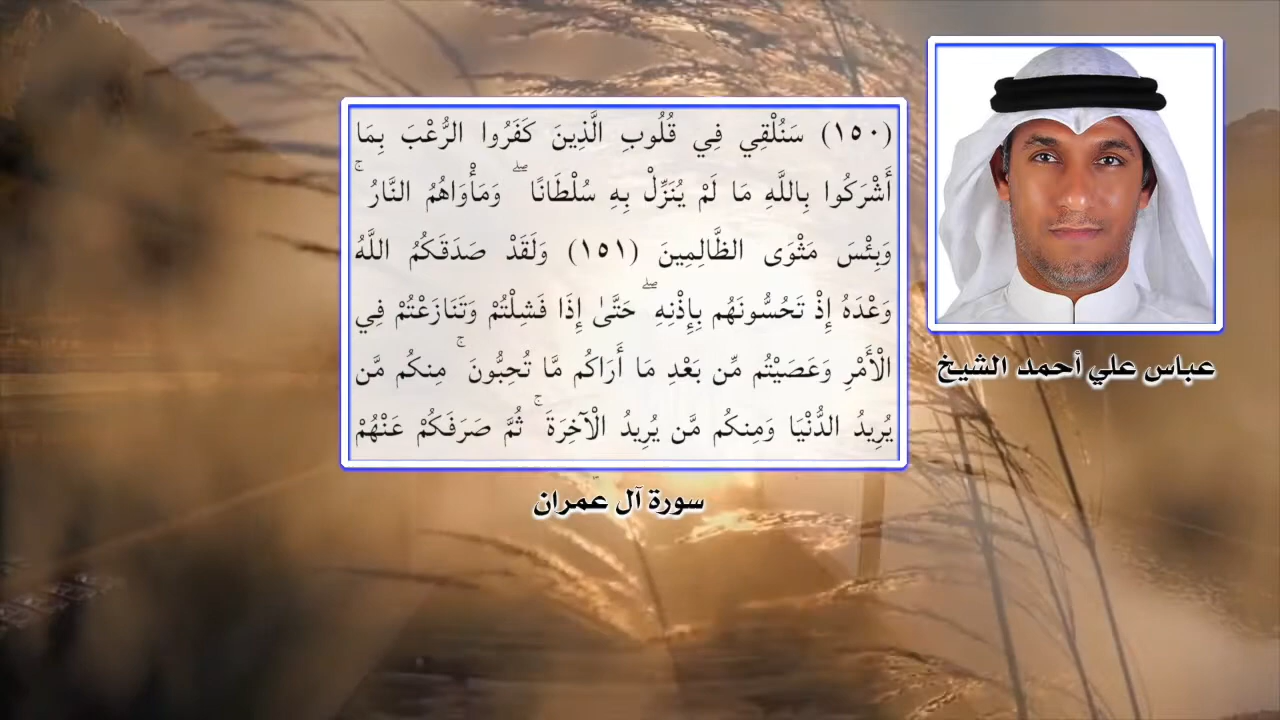 (١٥٠) سَنُلْقِي فِي قُلُوبِ الَّذِينَ كَفَرُوا الرُّعْبَ بِمَا
أَشْرَكُوا بِاللَّهِ مَا لَمْ يُنَزِّلْ بِهِ سُلْطَانًا ۖ وَمَأْوَاهُمُ النَّارُ ۚ
وَبِئْسَ مَثْوَى الظَّالِمِينَ (١٥١) وَلَقَدْ صَدَقَكُمُ اللَّهُ
وَعْدَهُ إِذْ تَحُسُّونَهُم بِإِذْنِهِ ۖ حَتَّىٰ إِذَا فَشِلْتُمْ وَتَنَازَعْتُمْ فِي
الْأَمْرِ وَعَصَيْتُم مِّن بَعْدِ مَا أَرَاكُم مَّا تُحِبُّونَ ۚ مِنكُم مَّن
يُرِيدُ الدُّنْيَا وَمِنكُم مَّن يُرِيدُ الْآخِرَةَ ۚ ثُمَّ صَرَفَكُمْ عَنْهُمْ
عباس علي أحمد الشيخ
سورة آل عمران